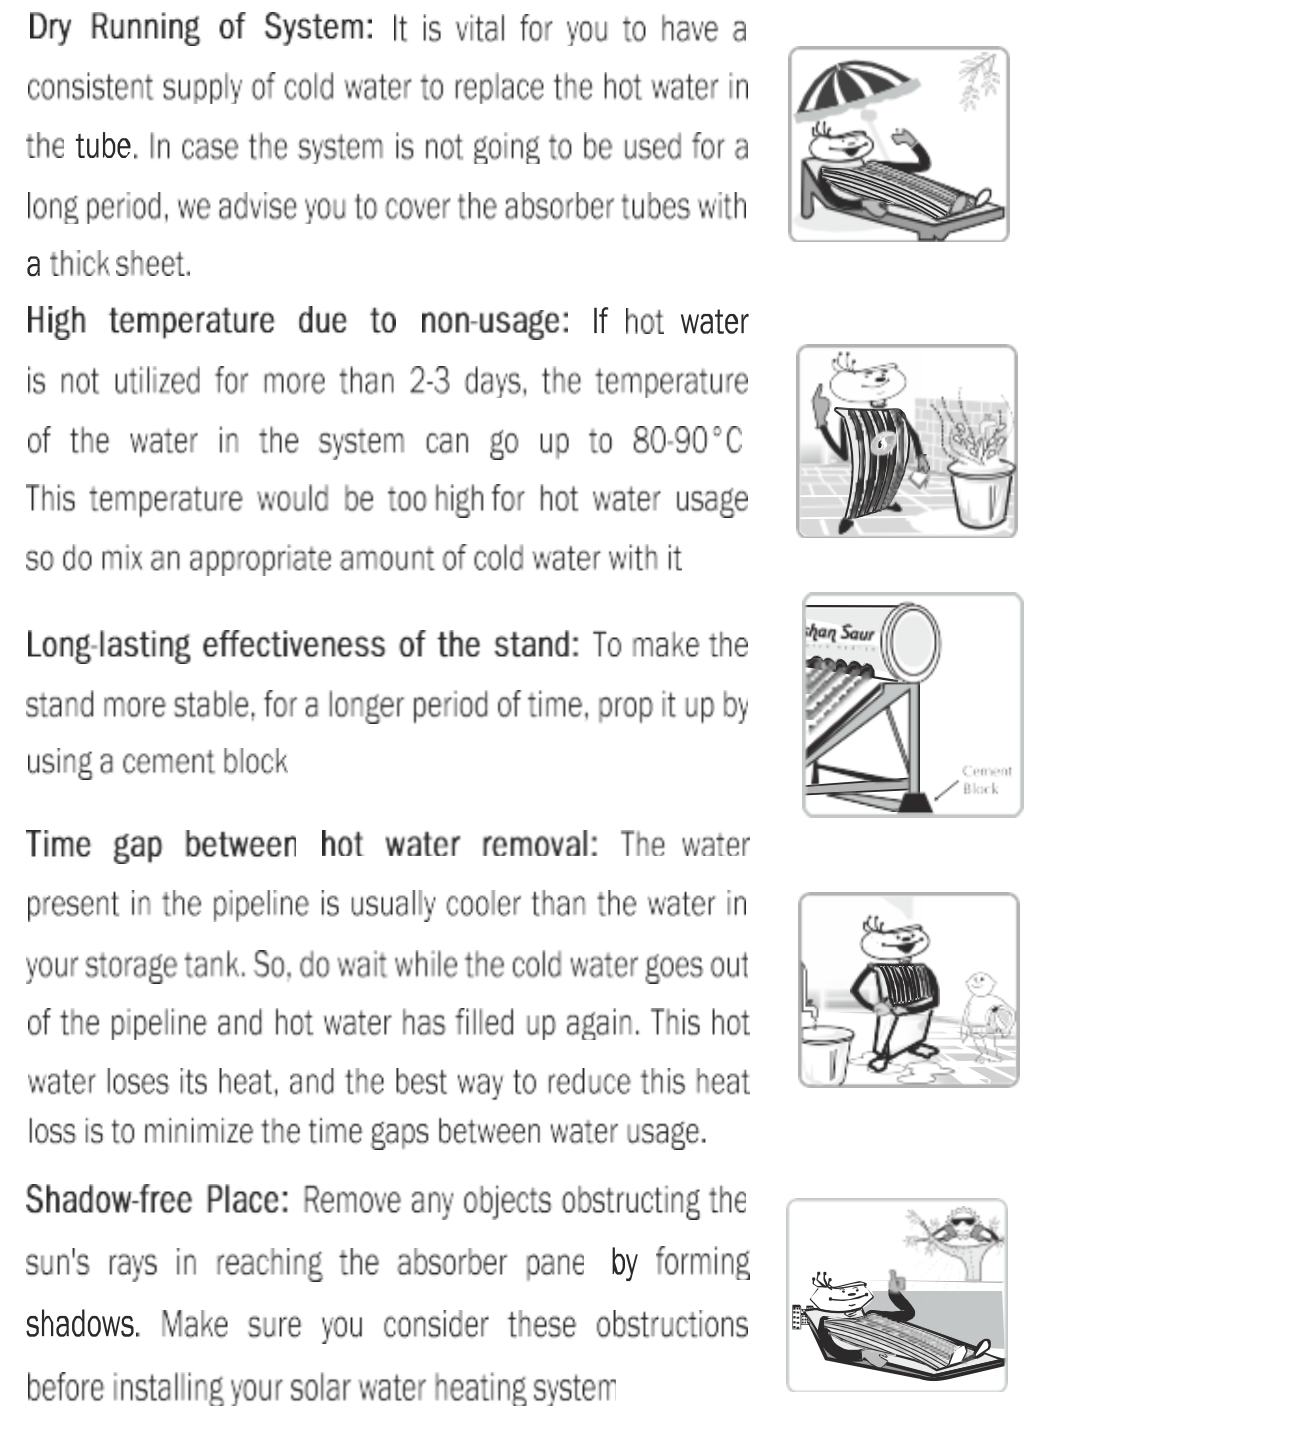 Dry Running of System: It is vital for you to have a
consistent supply of cold water to replace the hot water in
the tube. In case the system is not going to be used for a
long period, we advise you to cover the absorber tubes with
a thick sheet.
High temperature due to non-usage: If hot water
is not utilized for more than 2-3 days, the temperature
of the water in the system can go up to 80-90°C
This temperature would be too high for hot water usage
so do mix an appropriate amount of cold water with it
Long-lasting effectiveness of the stand: To make the
stand more stable, for a longer period of time, prop it up by
using a cement block
han Saur
Cement
Block
Time gap between hot water removal: The water
present in the pipeline is usually cooler than the water in
your storage tank. So, do wait while the cold water goes out
of the pipeline and hot water has filled up again. This hot
water loses its heat, and the best way to reduce this heat
loss is to minimize the time gaps between water usage.
Shadow-free Place: Remove any objects obstructing the
sun's rays in reaching the absorber pane by forming
shadows. Make sure you consider these obstructions
before installing your solar water heating system